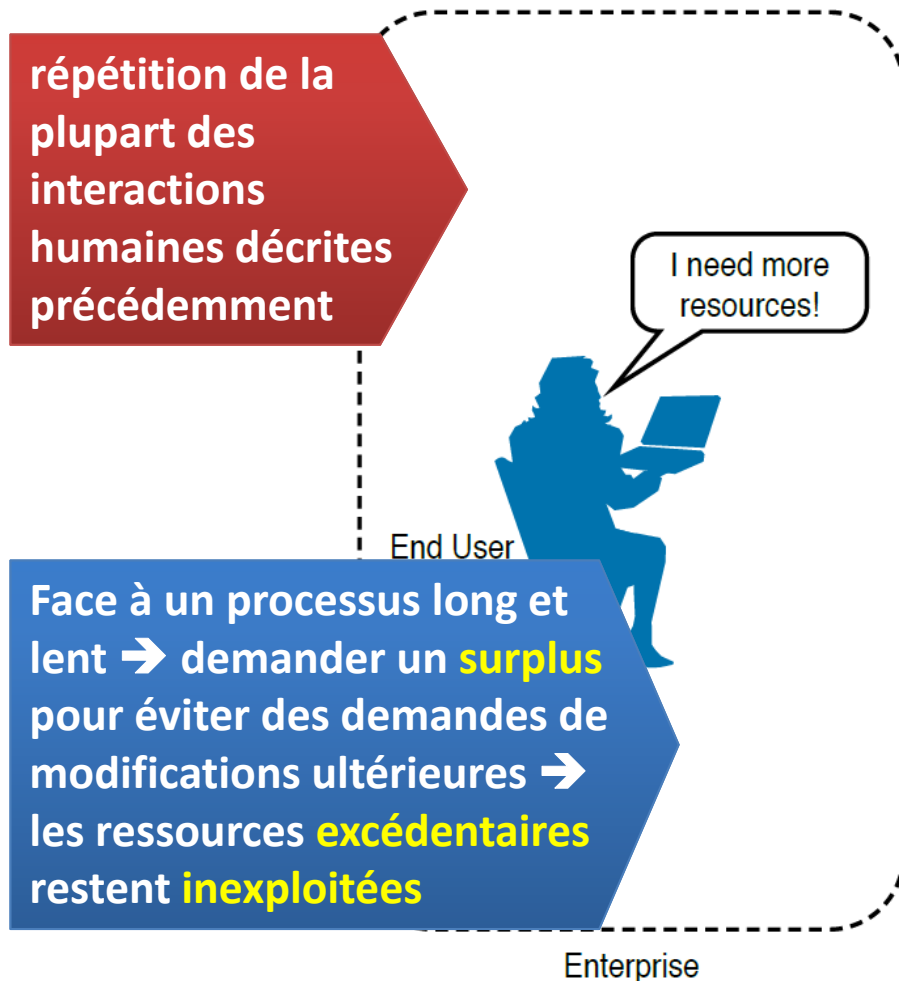 répétition de la
plupart des
interactions
humaines décrites
précédemment
I need more
resources!
End User
Face à un processus long et
lent ➔ demander un surplus
pour éviter des demandes de
modifications ultérieures ➔
les ressources excédentaires
restent inexploitées
Enterprise